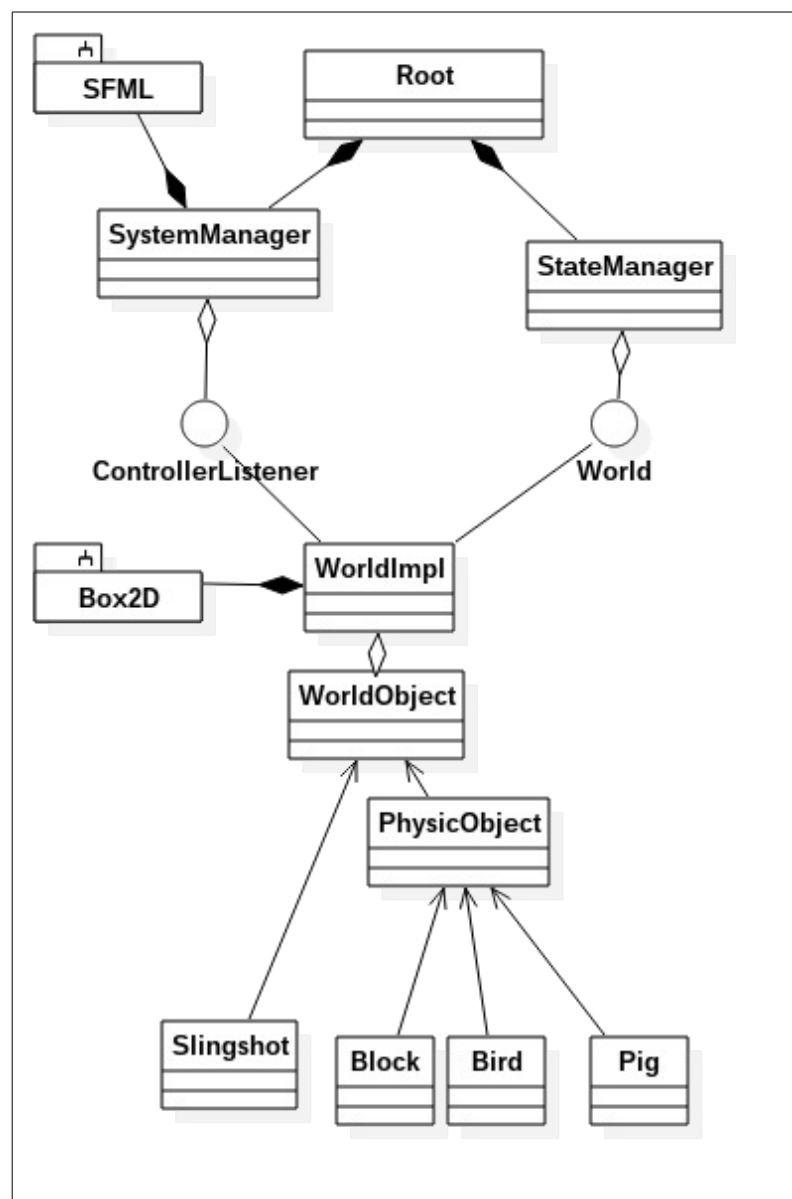 SFML
Root
SystemManager
StateManager
ControllerListener
World
WorldImpl
Box2D
WorldObject
PhysicObject
Slingshot
Block
Bird
Pig